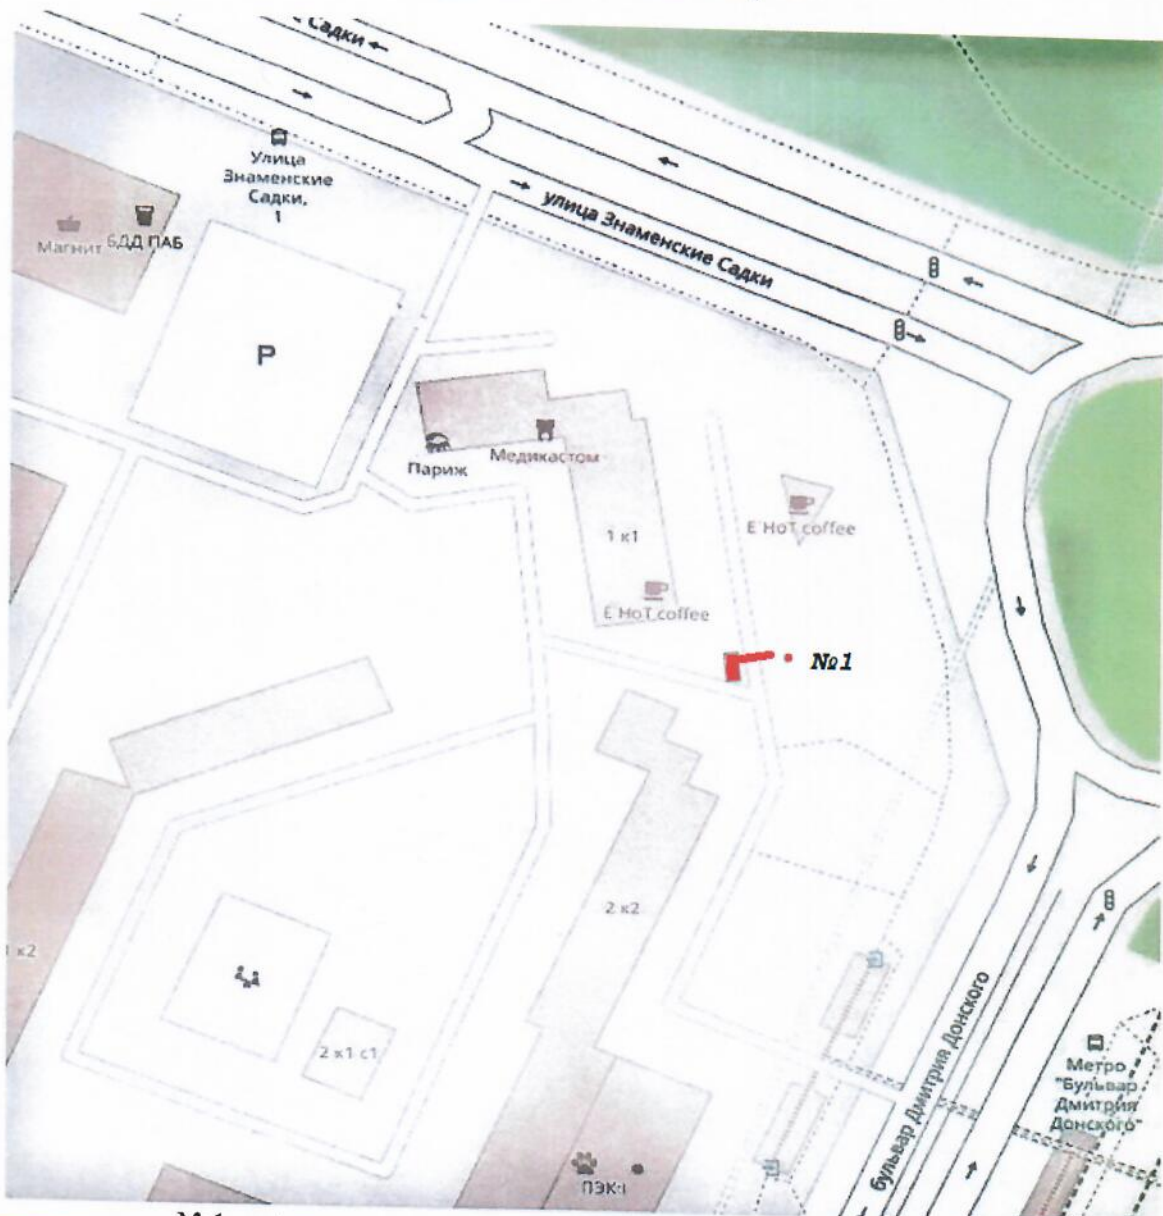 Садки
Улица
Знаменские
Садки,
1
улица Знаменские Садки
Магнит
БДД ПАБ
P
Париж
Медикастом
E HoT coffee
1 к1
E HoT coffee
№1
2 к2
к2
2 к1 с1
бульвар Дмитрия Донского
Метро
"Бульвар
Дмитрия
Донского"